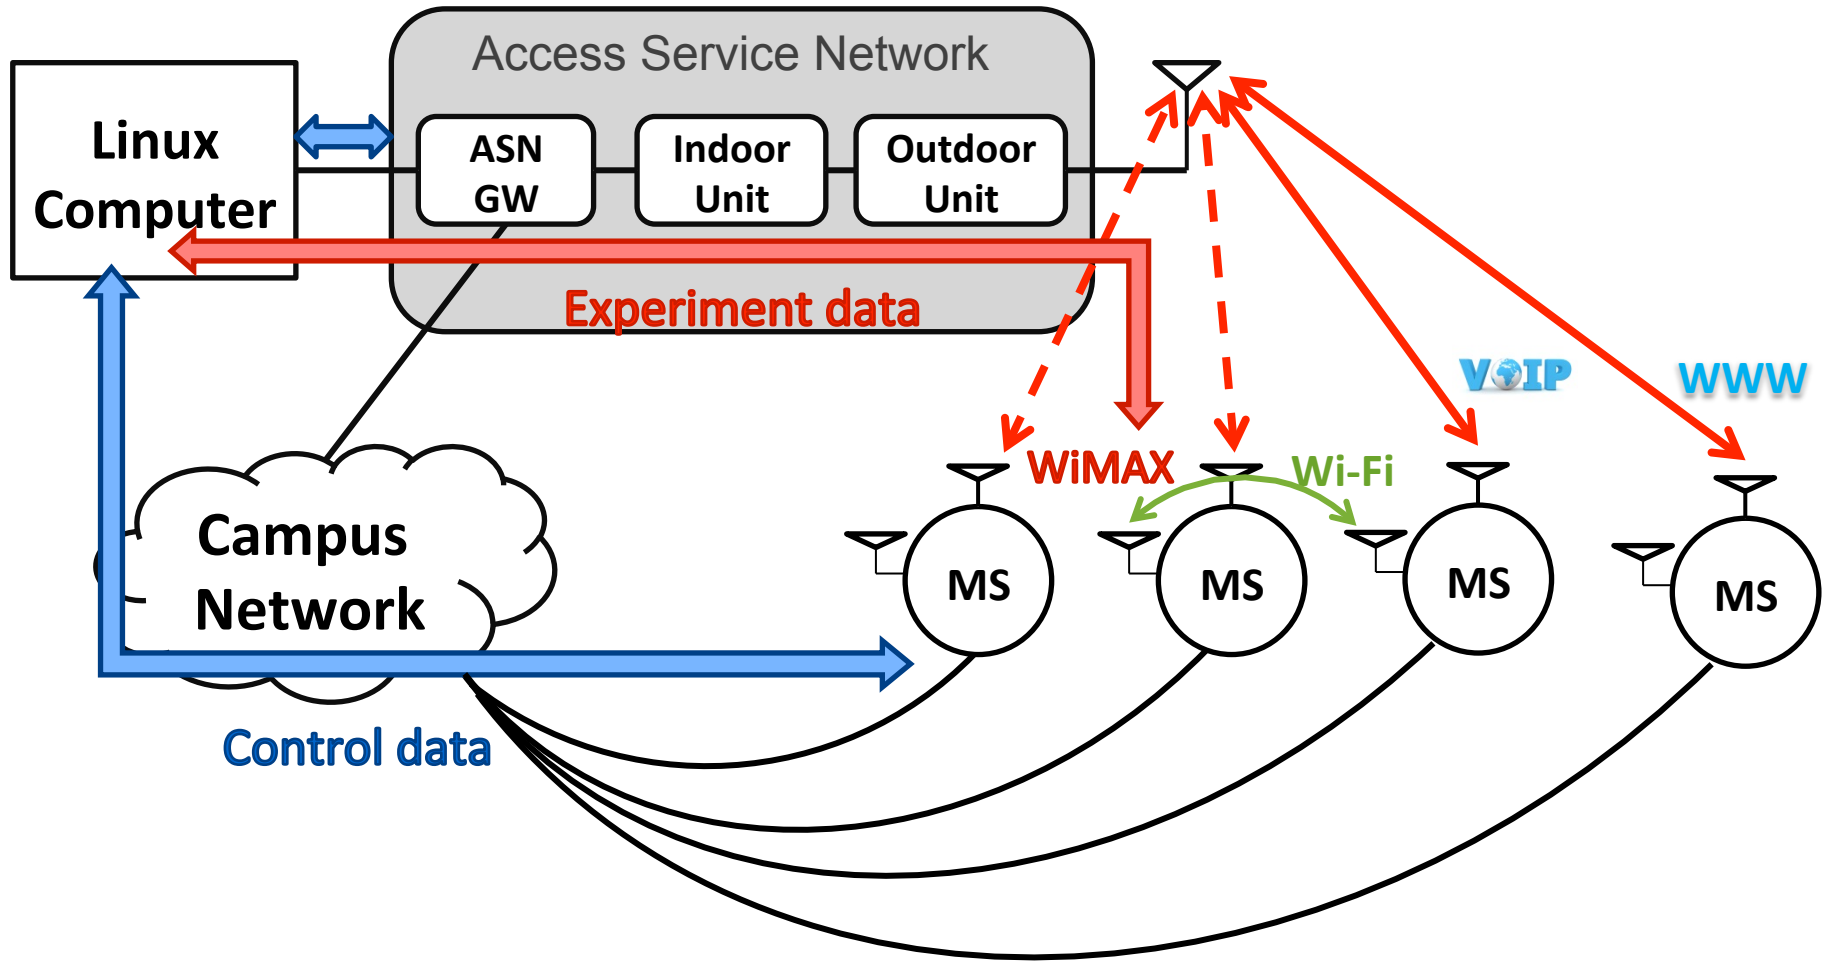 Access Service Network
Linux
Computer
ASN
GW
Indoor
Unit
Outdoor
Unit
Experiment data
VOIP
WWW
WiMAX
Wi-Fi
Campus
Network
MS
MS
MS
MS
Control data